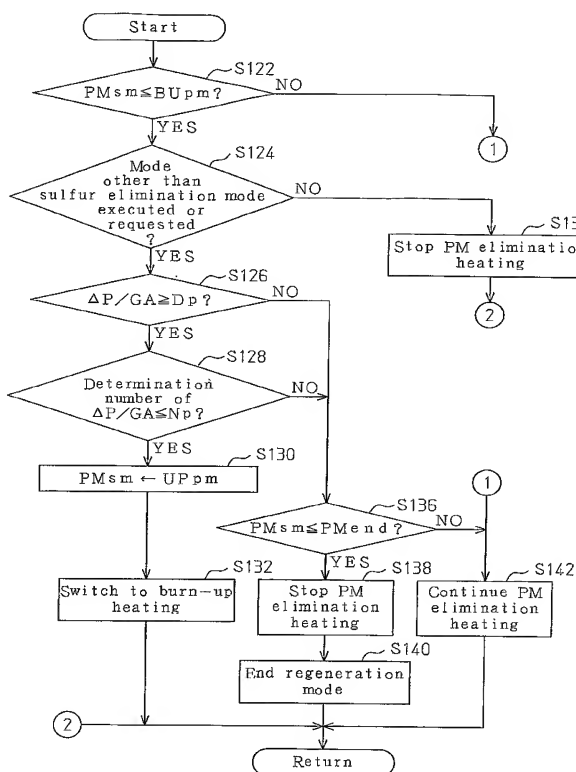 Start
S122
PMsm≦BUpm?
NO
YES
1
S124
Mode
other than
sulfur elimination mode
executed or
requested
?
NO
YES
Stop PM elimination
heating
2
S126
ΔP/GA≧Dp?
NO
YES
S128
Determination
number of
ΔP/GA≦Np?
NO
YES
S130
PMsm ← UPpm
1
S136
PMsm≦PMend?
NO
YES
S132
Switch to burn-up
heating
S138
Stop PM
elimination
heating
S142
Continue PM
elimination
heating
S140
End regeneration
mode
2
Return